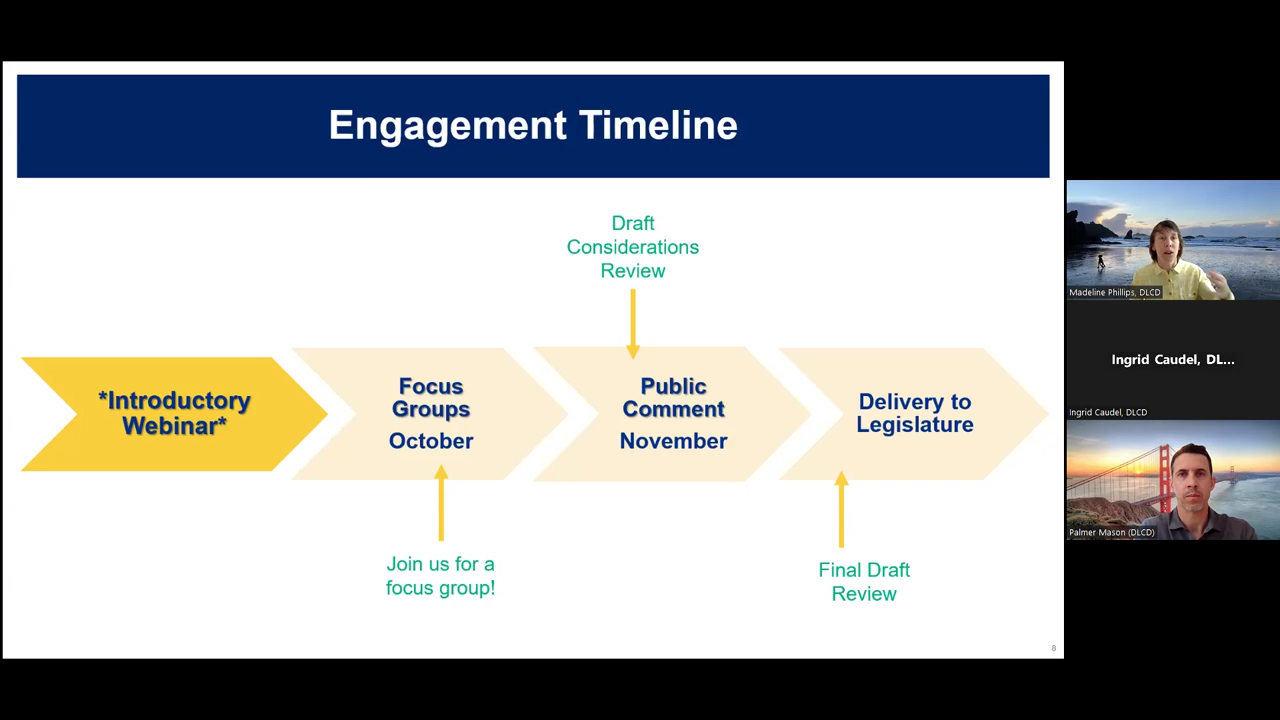 Engagement Timeline
Draft
Considerations
Review
*Introductory
Webinar*
Focus
Groups
October
Public
Comment
November
Delivery to
Legislature
Join us for a
focus group!
Final Draft
Review
8
Madeline Phillips, DLCD
Ingrid Caudel, DL...
Ingrid Caudel, DLCD
Palmer Mason (DLCD)